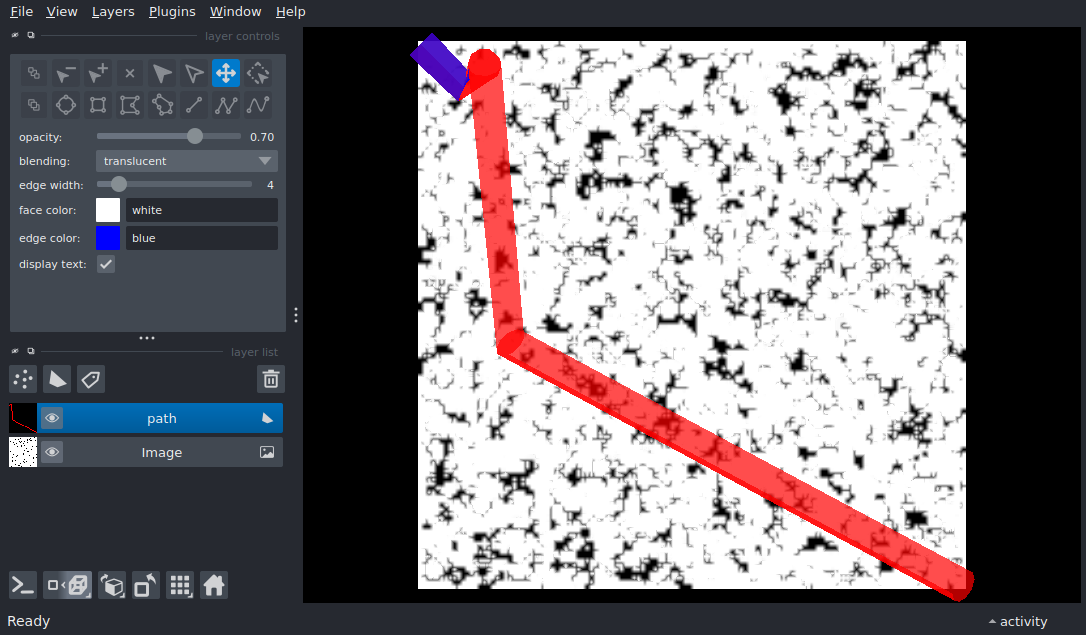 File View Layers Plugins Window Help
layer controls
opacity: 0.70
blending: translucent
edge width: 4
face color: white
edge color: blue
display text:
layer list
path
Image
Ready
activity